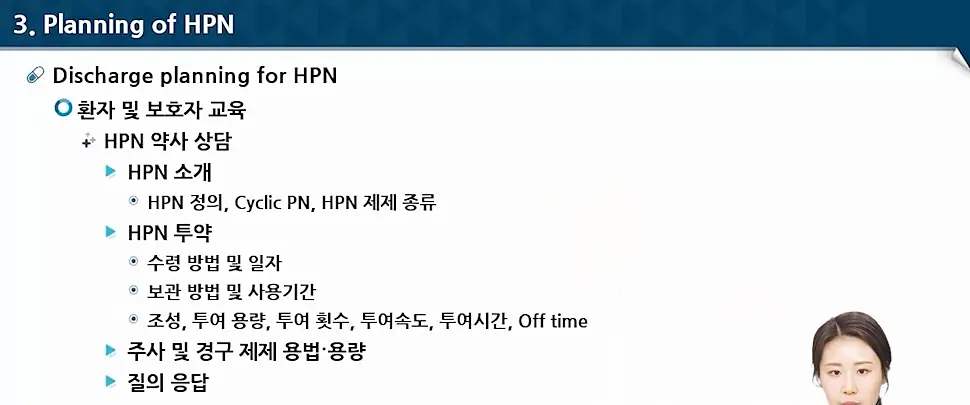 3. Planning of HPN
Discharge planning for HPN
환자 및 보호자 교육
HPN 약사 상담
HPN 소개
HPN 정의, Cyclic PN, HPN 제제 종류
HPN 투약
수령 방법 및 일자
보관 방법 및 사용기간
조성, 투여 용량, 투여 횟수, 투여속도, 투여시간, Off time
주사 및 경구 제제 용법·용량
질의 응답